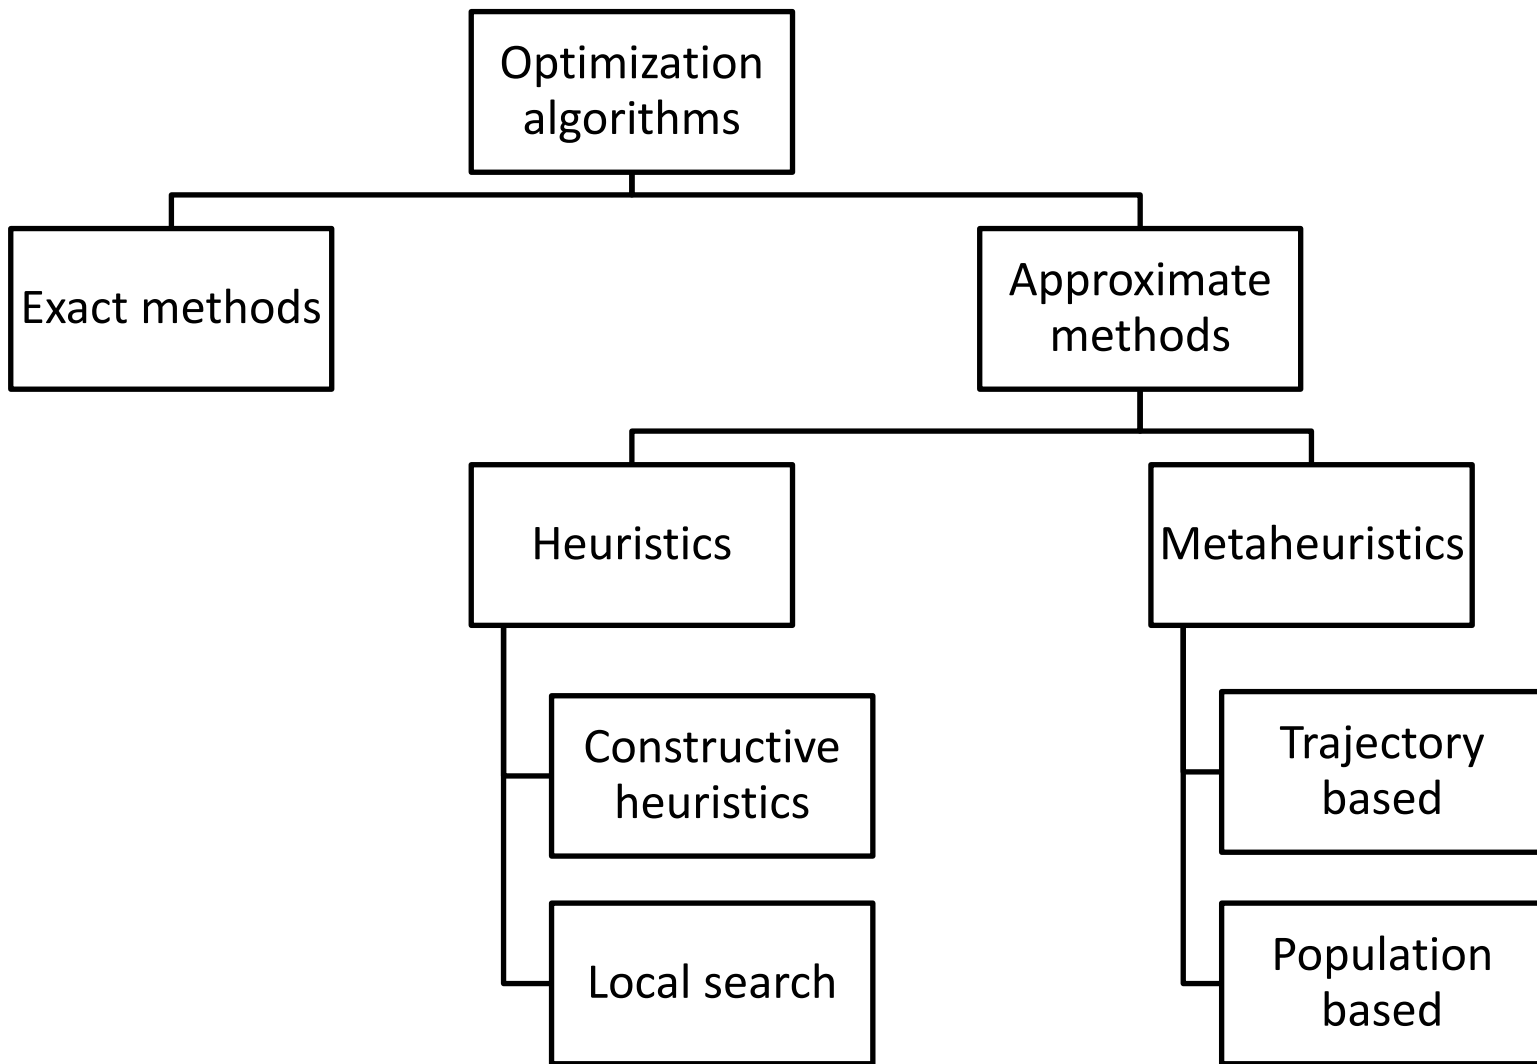 Optimization
algorithms
Exact methods
Approximate
methods
Heuristics
Metaheuristics
Constructive
heuristics
Trajectory
based
Local search
Population
based